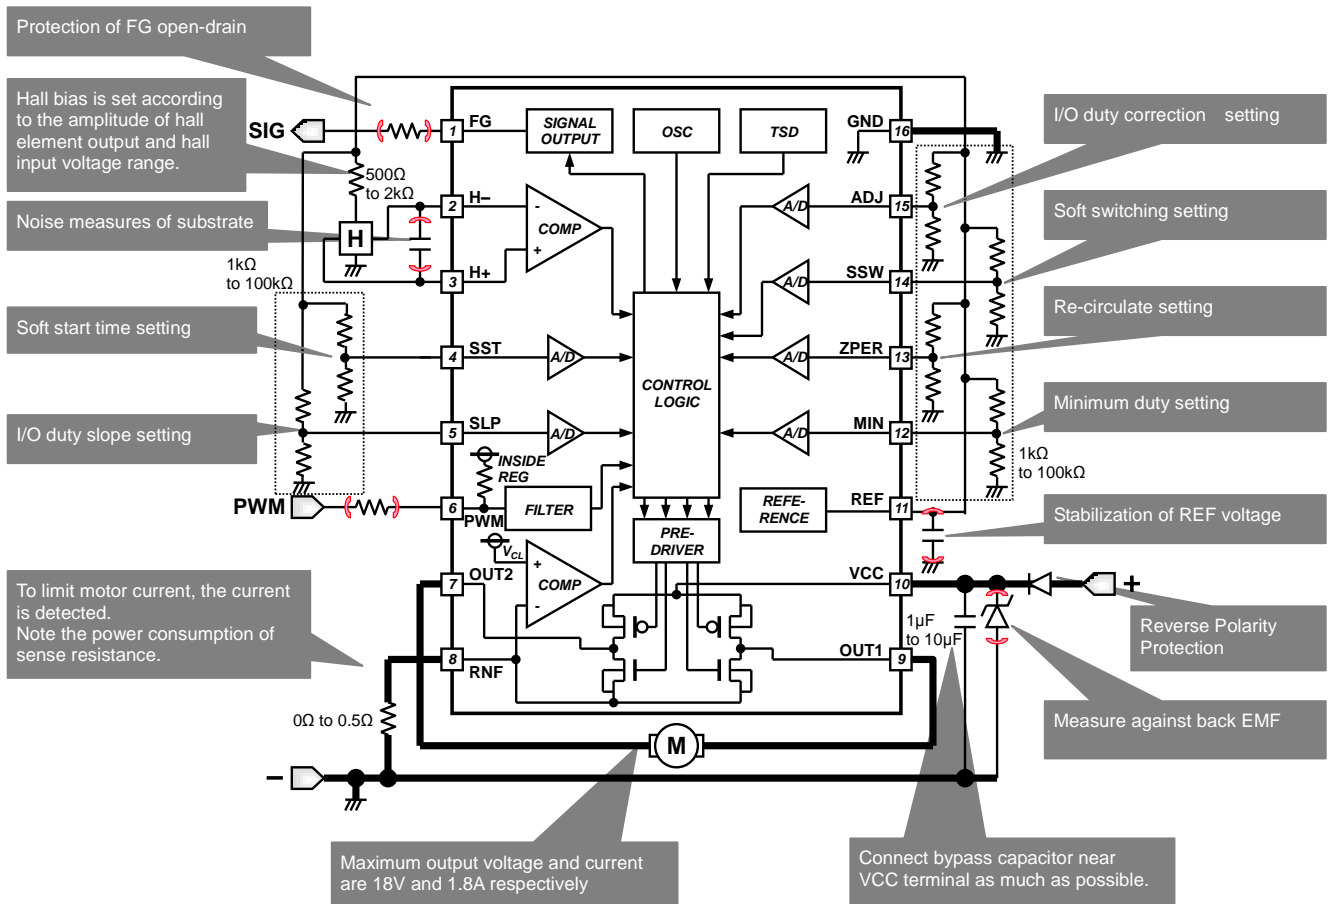 Protection of FG open-drain
Hall bias is set according
to the amplitude of hall
element output and hall
input voltage range.
Noise measures of substrate
Soft start time setting
I/O duty slope setting
To limit motor current, the current
is detected.
Note the power consumption of
sense resistance.
SIG
500Ω
to 2kΩ
H
1kΩ
to 100kΩ
PWM
0Ω to 0.5Ω
−
1 FG
2 H−
3 H+
4 SST
5 SLP
6
PWM
7 OUT2
8
RNF
SIGNAL
OUTPUT
OSC
TSD
-
COMP
+
A/D
A/D
INSIDE
REG
FILTER
VCL
+
COMP
-
CONTROL
LOGIC
PRE-
DRIVER
A/D
A/D
A/D
A/D
REFE-
RENCE
GND 16
ADJ
15
SSW
14
ZPER
13
MIN
12
REF
11
VCC
10
OUT1
9
M
1kΩ
to 100kΩ
1µF
to 10µF
+
I/O duty correction setting
Soft switching setting
Re-circulate setting
Minimum duty setting
Stabilization of REF voltage
Reverse Polarity
Protection
Measure against back EMF
Maximum output voltage and current
are 18V and 1.8A respectively
Connect bypass capacitor near
VCC terminal as much as possible.